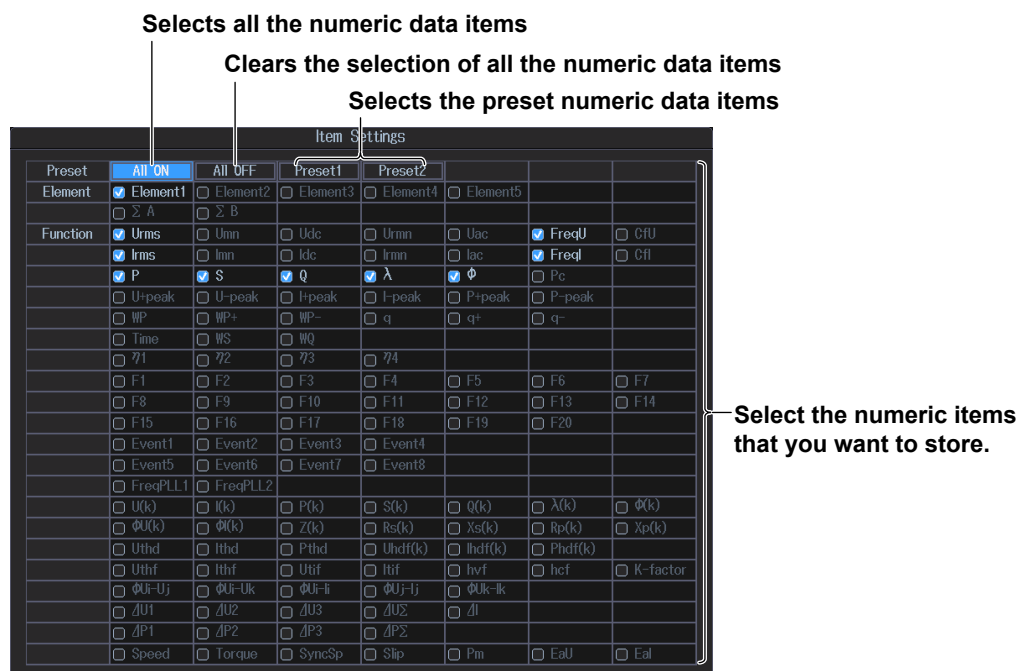 Selects all the numeric data items
Clears the selection of all the numeric data items
Selects the preset numeric data items
Item Settings
Preset All ON All OFF Preset1 Preset2
Element Element1 Element2 Element3 Element4 Element5
Σ A Σ B
Function Urms Umn Udc Urmn Uac FreqU CfU
Irms Imn Idc Irmn Iac FreqI CfI
P S Q λ Φ Pc
U+peak U-peak I+peak I-peak P+peak P-peak
WP WP+ WP- q q+ q-
Time WS WQ
η1 η2 η3 η4
F1 F2 F3 F4 F5 F6 F7
F8 F9 F10 F11 F12 F13 F14
F15 F16 F17 F18 F19 F20
Event1 Event2 Event3 Event4
Event5 Event6 Event7 Event8
FreqPLL1 FreqPLL2
U(k) I(k) P(k) S(k) Q(k) λ(k) Φ(k)
ΦU(k) ΦI(k) Z(k) Rs(k) Xs(k) Rp(k) Xp(k)
Uthd Ithd Pthd Uhdf(k) Ihdf(k) Phdf(k)
Uthf Ithf Utif Itif hvf hcf K-factor
ΦUi-Uj ΦUi-Uk ΦUi-Ii ΦUj-Ij ΦUk-Ik
ΔU1 ΔU2 ΔU3 ΔUΣ ΔI
ΔP1 ΔP2 ΔP3 ΔPΣ
Speed Torque SyncSp Slip Pm EaU EaI
Select the numeric items
that you want to store.